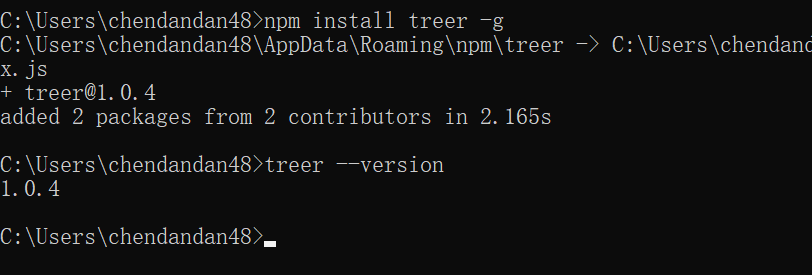 C:\Users\chendandan48>npm install treer -g
C:\Users\chendandan48\AppData\Roaming\npm\treer -> C:\Users\chendand
x.js
+ treer@1.0.4
added 2 packages from 2 contributors in 2.165s
C:\Users\chendandan48>treer --version
1.0.4
C:\Users\chendandan48>